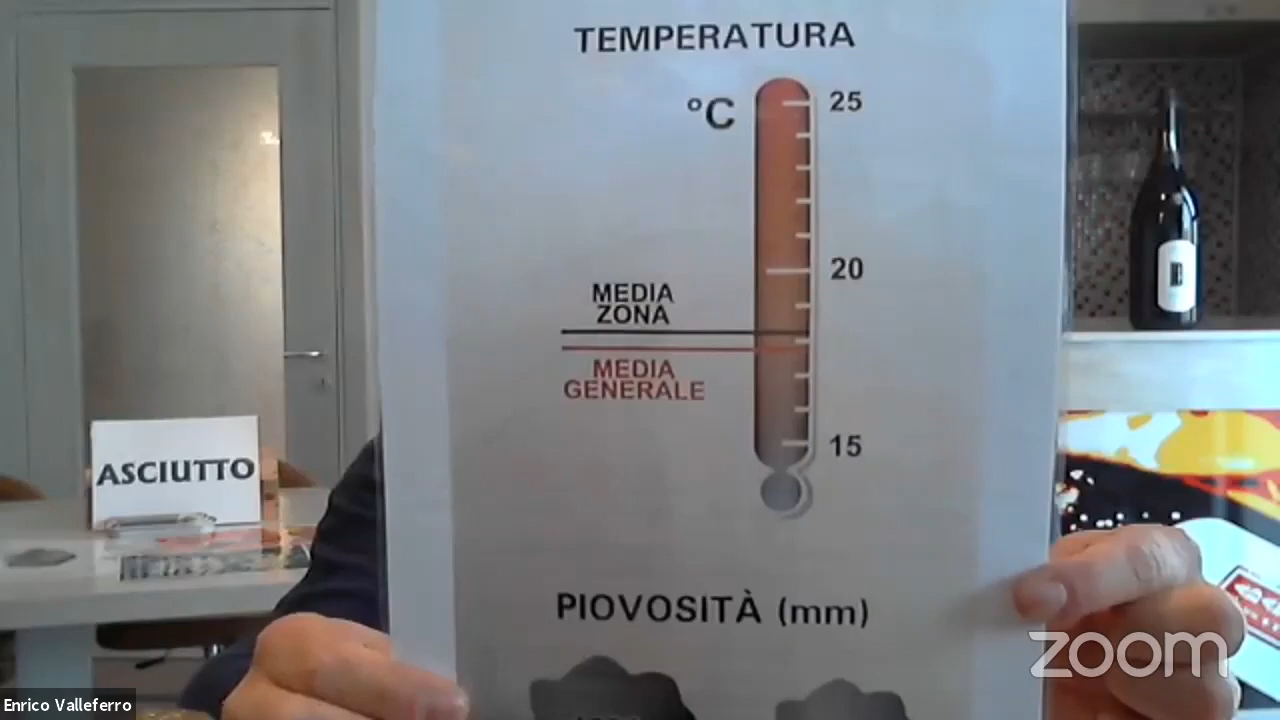 TEMPERATURA
°C
25
20
MEDIA
ZONA
MEDIA
GENERALE
15
ASCIUTTO
PIOVOSITÀ (mm)
zoom
Enrico Valleferro